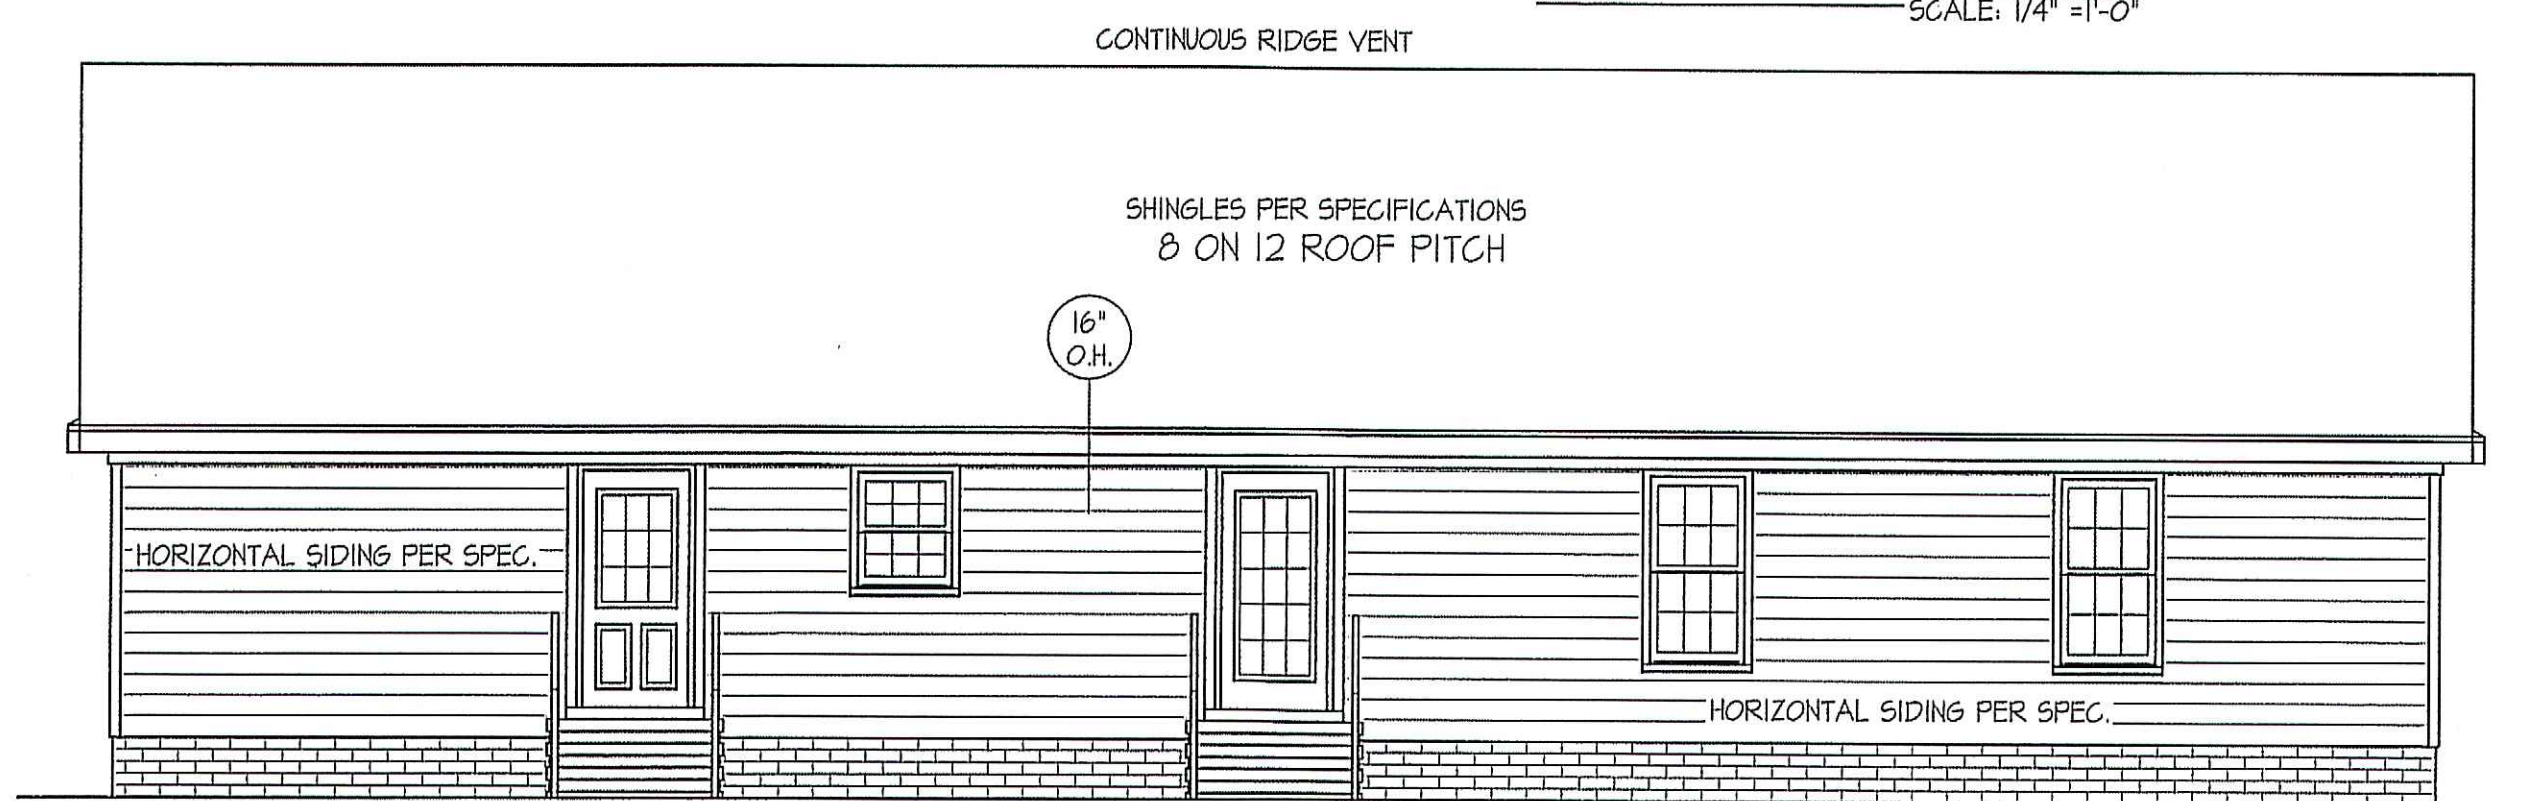 SCALE: 1/4" =1'-0"
CONTINUOUS RIDGE VENT
SHINGLES PER SPECIFICATIONS
8 ON 12 ROOF PITCH
16"
O.H.
HORIZONTAL SIDING PER SPEC.
HORIZONTAL SIDING PER SPEC.